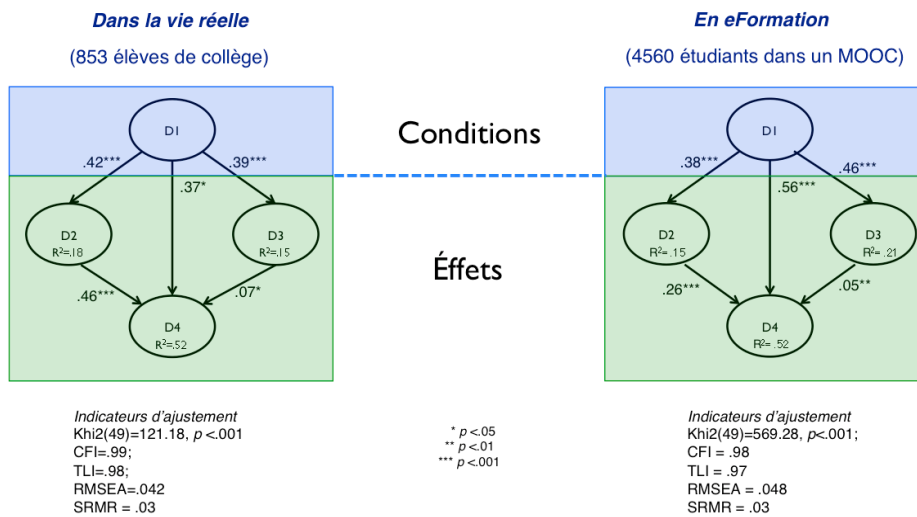 Dans la vie réelle
(853 élèves de collège)
D1
.42***
.39***
.37*
D2
R²=.18
D3
R²=.15
.46***
.07*
D4
R²=.52
Indicateurs d'ajustement
Khi2(49)=121.18, p <.001
CFI=.99;
TLI=.98;
RMSEA=.042
SRMR = .03
Conditions
Éffets
* p <.05
** p <.01
*** p <.001
En eFormation
(4560 étudiants dans un MOOC)
D1
.38***
.46***
.56***
D2
R²= .15
D3
R²= .21
.26***
.05**
D4
R²= .52
Indicateurs d'ajustement
Khi2(49)=569.28, p<.001;
CFI = .98
TLI = .97
RMSEA = .048
SRMR = .03